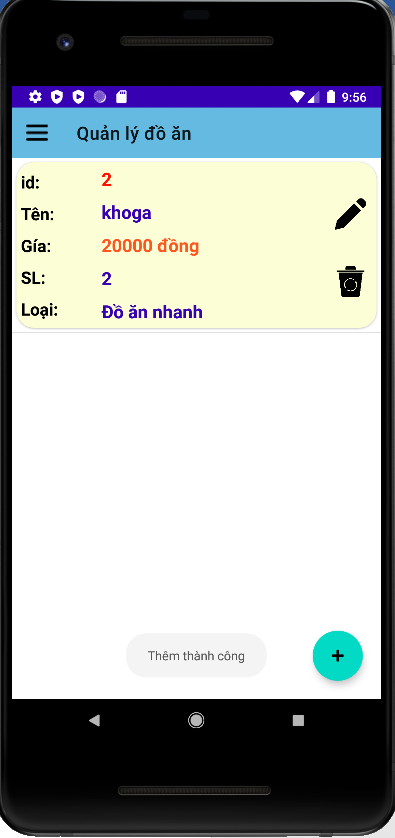 9:56
Quản lý đồ ăn
id: 2
Tên: khoga
Gía: 20000 đồng
SL: 2
Loại: Đồ ăn nhanh
Thêm thành công
+